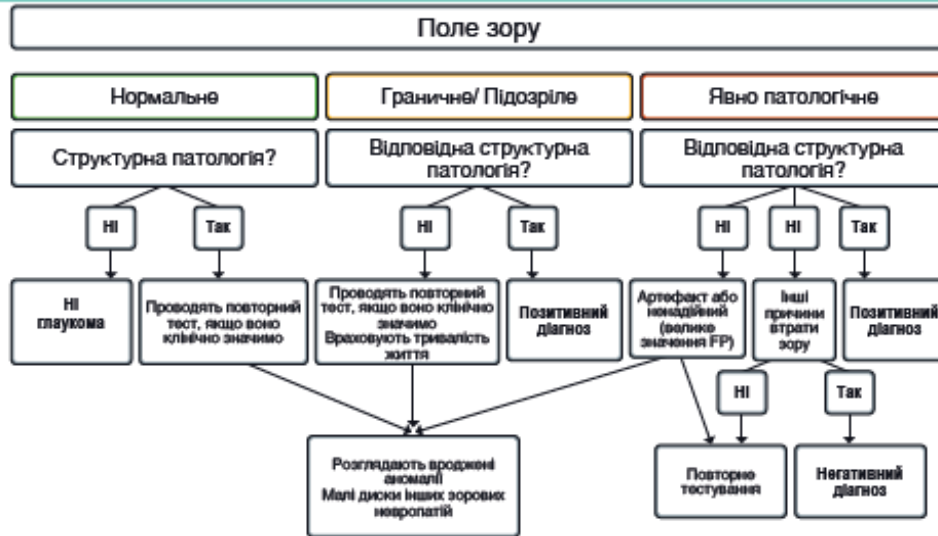 Поле зору
Нормальне
Граничне/ Підозріле
Явно патологічне
Структурна патологія?
Відповідна структурна
патологія?
Відповідна структурна
патологія?
НІ
Так
НІ
Так
НІ
НІ
Так
НІ
глаукома
Проводять повторний
тест, якщо воно
клінічно значимо
Проводять повторний
тест, якщо воно клінічно
значимо
Враховують тривалість
життя
Позитивний
діагноз
Артефакт або
ненадійний
(велике
значення FP)
Інші
причини
втрати
зору
Позитивний
діагноз
НІ
Так
Розглядають вроджені
аномалії
Малі диски інших зорових
невропатій
Повторне
тестування
Негативний
діагноз